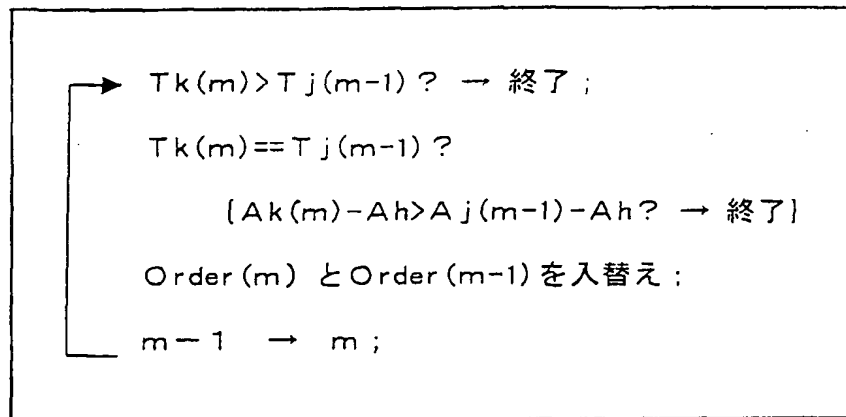 Tk(m)>Tj(m-1)? → 終了;
Tk(m)==Tj(m-1)?
{Ak(m)-Ah>Aj(m-1)-Ah? → 終了}
Order(m)とOrder(m-1)を入替え;
m-1 → m;